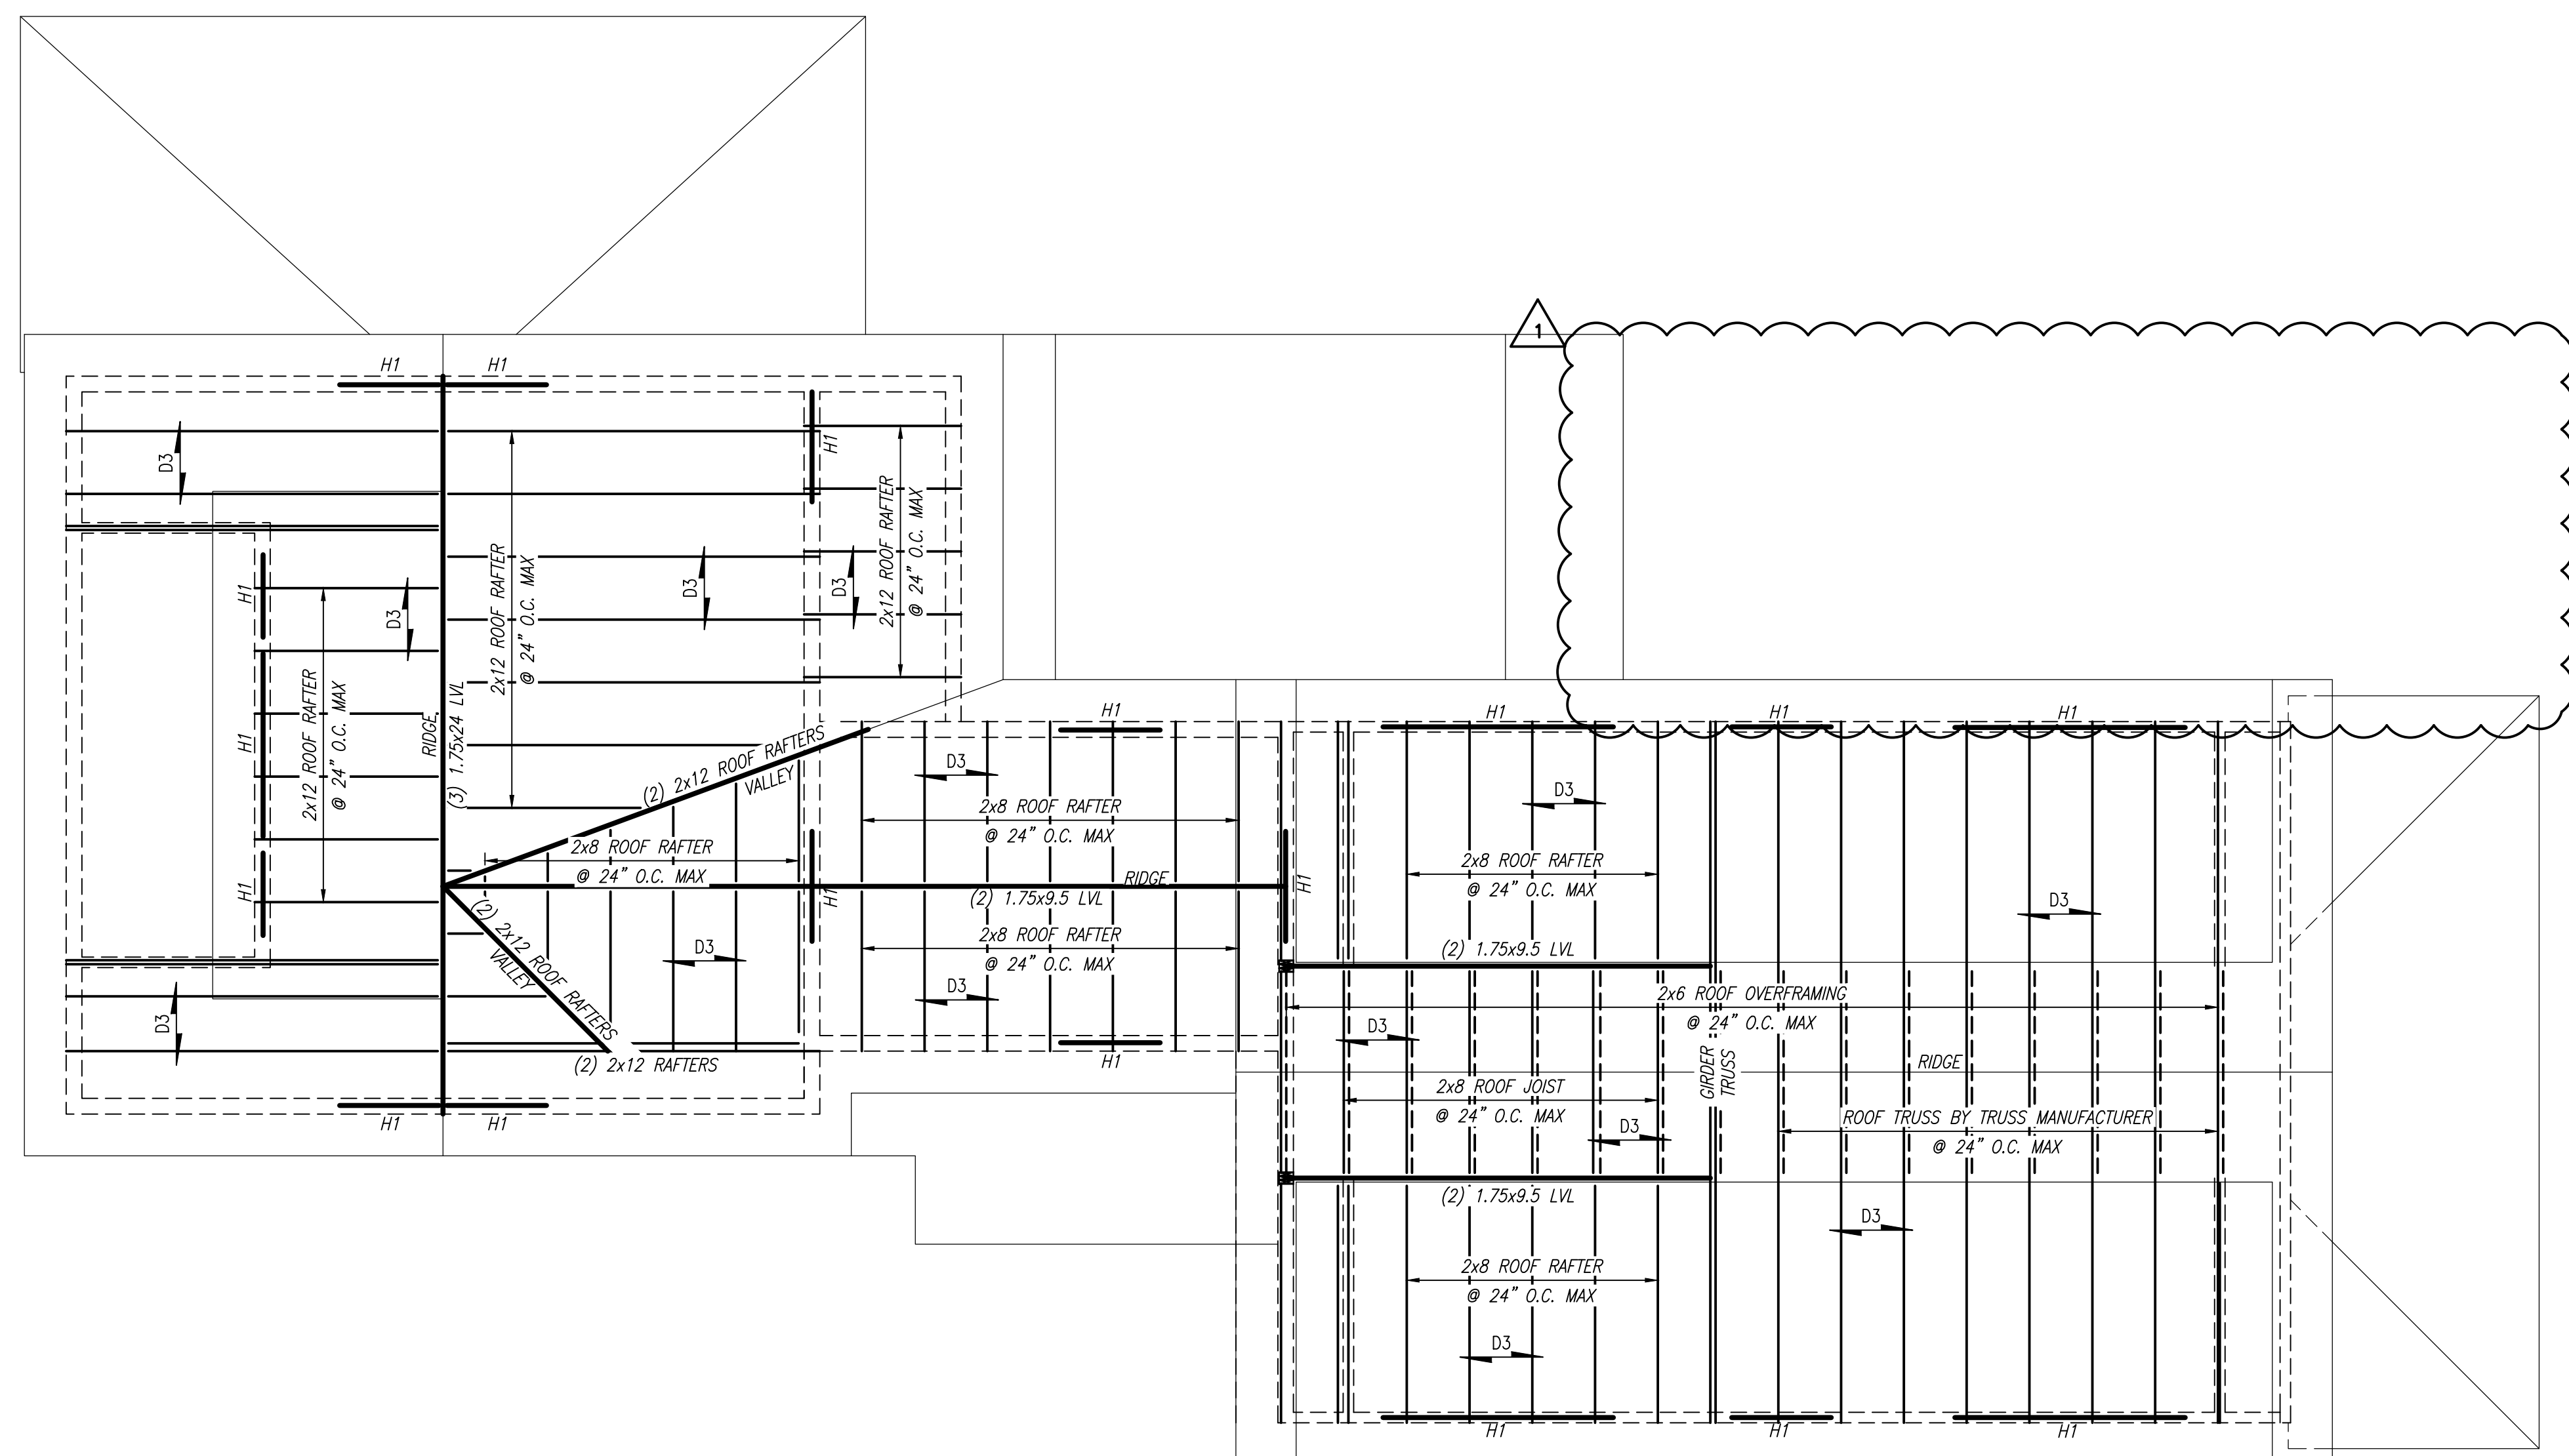 1
H1 H1
D3
H1
2x12 ROOF RAFTER
@ 24" O.C. MAX
D3
H1
H1
H1
2x12 ROOF RAFTER
@ 24" O.C. MAX
D3
RIDGE
(3) 1.75x24 LVL
2x12 ROOF RAFTER
@ 24" O.C. MAX
D3
D3
(2) 2x12 ROOF RAFTERS
VALLEY
2x8 ROOF RAFTER
@ 24" O.C. MAX
H1
(2) 2x12 ROOF RAFTERS
VALLEY
D3
D3
(2) 2x12 RAFTERS
H1 H1
H1
D3
2x8 ROOF RAFTER
@ 24" O.C. MAX
RIDGE
(2) 1.75x9.5 LVL
2x8 ROOF RAFTER
@ 24" O.C. MAX
D3
H1
H1
H1 H1 H1
D3
2x8 ROOF RAFTER
@ 24" O.C. MAX
D3
(2) 1.75x9.5 LVL
2x6 ROOF OVERFRAMING
@ 24" O.C. MAX
D3
GIRDER
TRUSS
RIDGE
2x8 ROOF JOIST
@ 24" O.C. MAX
D3
ROOF TRUSS BY TRUSS MANUFACTURER
@ 24" O.C. MAX
(2) 1.75x9.5 LVL
D3
2x8 ROOF RAFTER
@ 24" O.C. MAX
D3
H1 H1 H1